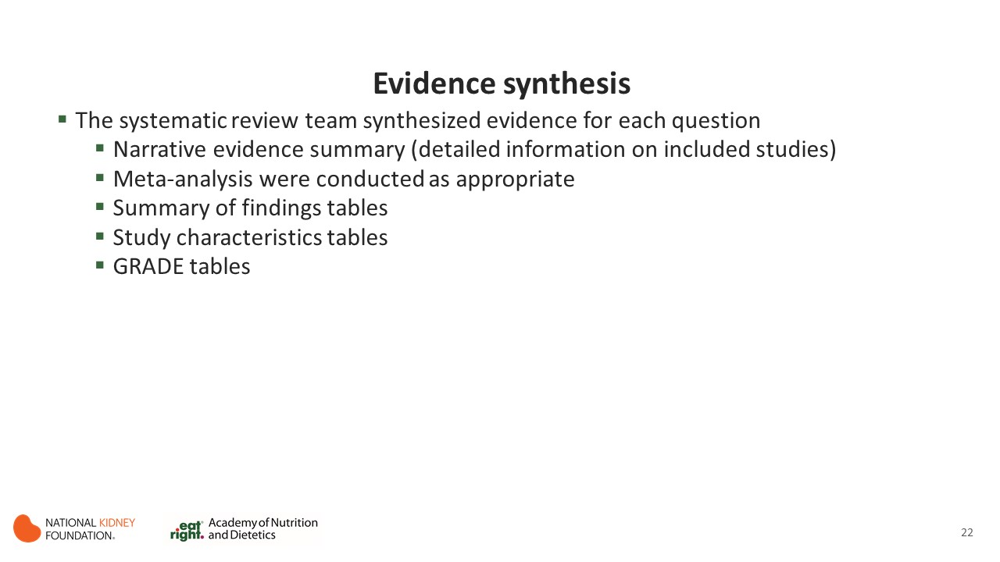 Evidence synthesis
▪ The systematic review team synthesized evidence for each question
▪ Narrative evidence summary (detailed information on included studies)
▪ Meta-analysis were conducted as appropriate
▪ Summary of findings tables
▪ Study characteristics tables
▪ GRADE tables
NATIONAL KIDNEY
FOUNDATION®
eat
right.
Academy of Nutrition
and Dietetics
22